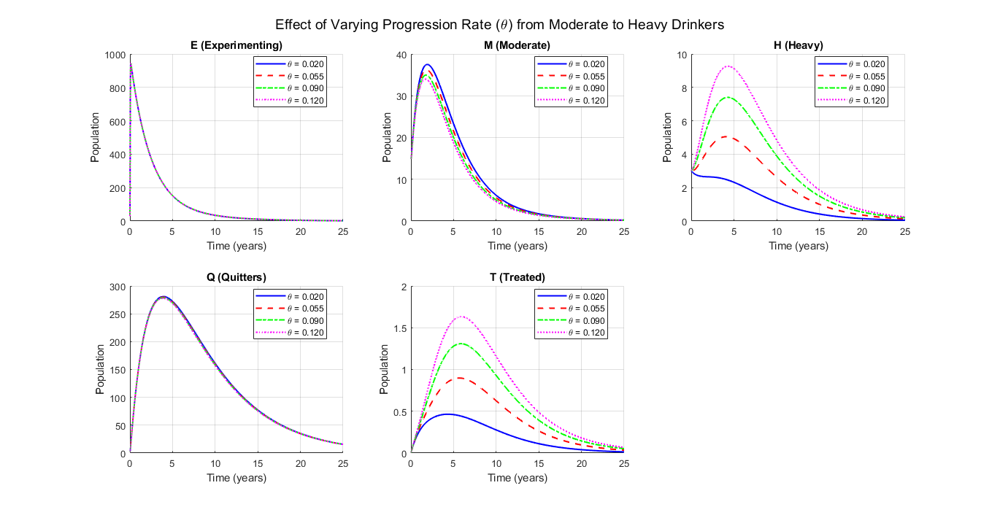 Effect of Varying Progression Rate (θ) from Moderate to Heavy Drinkers
E (Experimenting)
1000
800
600
400
200
0
Population
0 5 10 15 20 25
Time (years)
θ = 0.020
θ = 0.055
θ = 0.090
θ = 0.120
M (Moderate)
40
30
20
10
0
Population
0 5 10 15 20 25
Time (years)
θ = 0.020
θ = 0.055
θ = 0.090
θ = 0.120
H (Heavy)
10
8
6
4
2
0
Population
0 5 10 15 20 25
Time (years)
θ = 0.020
θ = 0.055
θ = 0.090
θ = 0.120
Q (Quitters)
300
250
200
150
100
50
0
Population
0 5 10 15 20 25
Time (years)
θ = 0.020
θ = 0.055
θ = 0.090
θ = 0.120
T (Treated)
2
1.5
1
0.5
0
Population
0 5 10 15 20 25
Time (years)
θ = 0.020
θ = 0.055
θ = 0.090
θ = 0.120